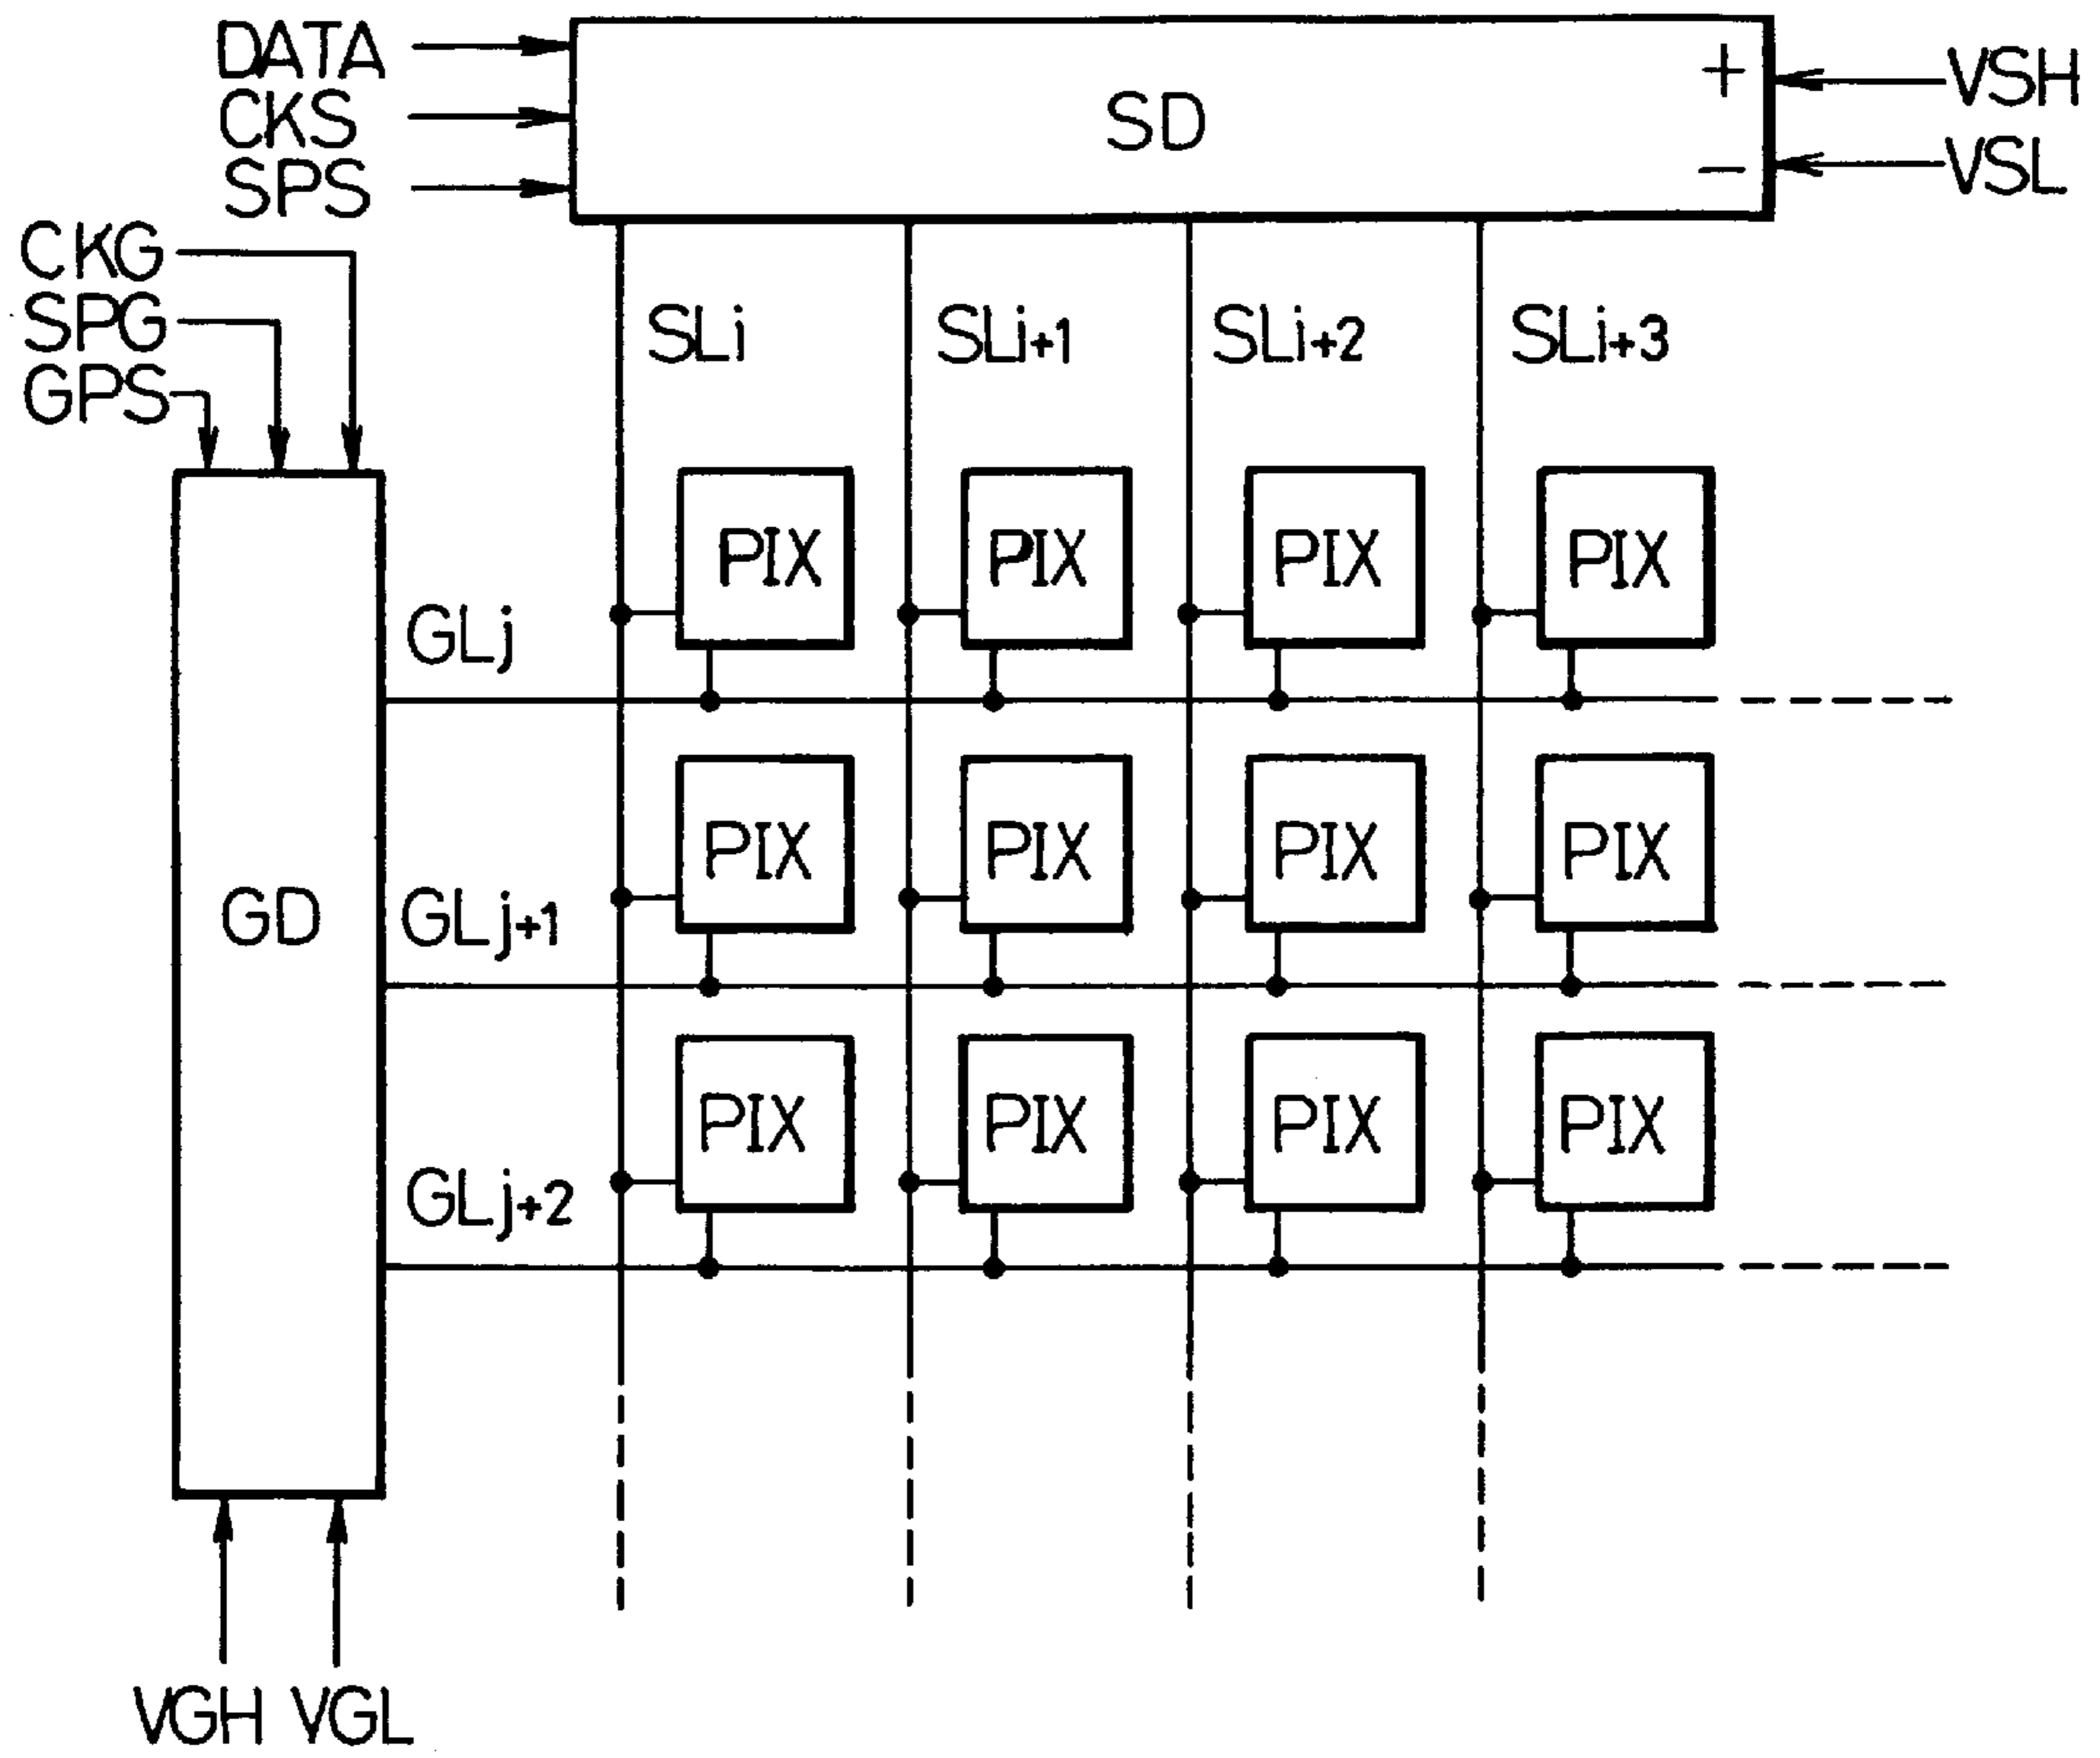 DATA
CKS
SPS
SD
+
VSH
−
VSL
CKG
SPG
GPS
SLi
SLi+1
SLi+2
SLi+3
PIX
PIX
PIX
PIX
GLj
PIX
PIX
PIX
PIX
GD
GLj+1
PIX
PIX
PIX
PIX
GLj+2
VGH
VGL